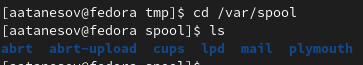 [aatanesov@fedora tmp]$ cd /var/spool
[aatanesov@fedora spool]$ ls
abrt abrt-upload cups lpd mail plymouth